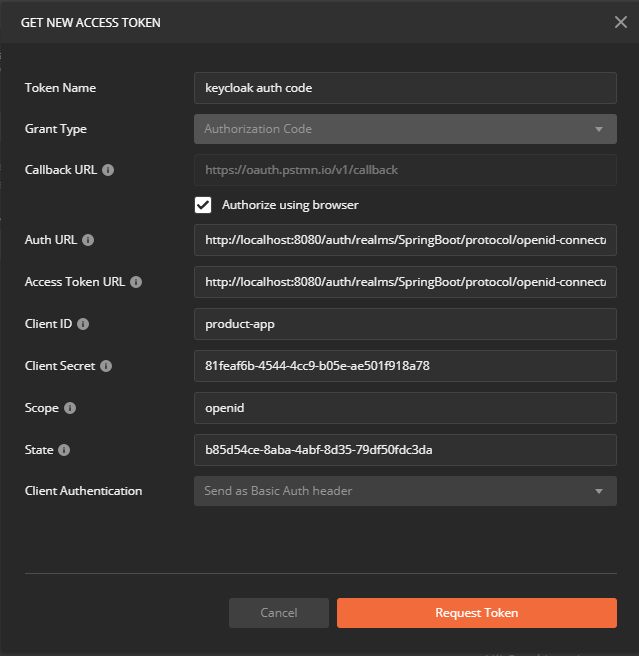 GET NEW ACCESS TOKEN
Token Name keycloak auth code
Grant Type Authorization Code
Callback URL https://oauth.pstmn.io/v1/callback
Authorize using browser
Auth URL http://localhost:8080/auth/realms/SpringBoot/protocol/openid-connect/
Access Token URL http://localhost:8080/auth/realms/SpringBoot/protocol/openid-connect/
Client ID product-app
Client Secret 81feaf6b-4544-4cc9-b05e-ae501f918a78
Scope openid
State b85d54ce-8aba-4abf-8d35-79df50fdc3da
Client Authentication Send as Basic Auth header
Cancel Request Token